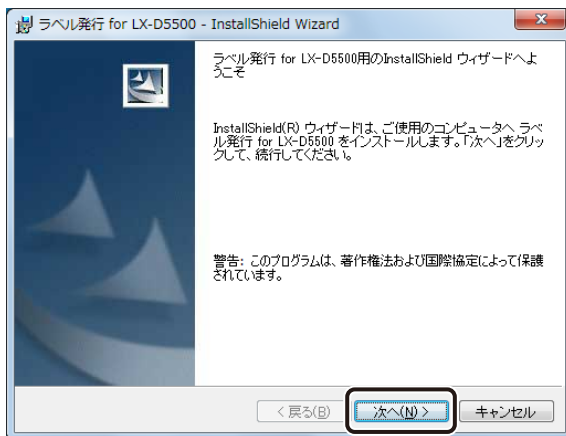 ラベル発行 for LX-D5500 - InstallShield Wizard
ラベル発行 for LX-D5500用のInstallShield ウィザードへよ
うこそ
InstallShield(R) ウィザードは、ご使用のコンピュータへ ラベ
ル発行 for LX-D5500 をインストールします。「次へ」をクリッ
クして、続行してください。
警告: このプログラムは、著作権法および国際協定によって保護
されています。
< 戻る(B)
次へ(N) >
キャンセル